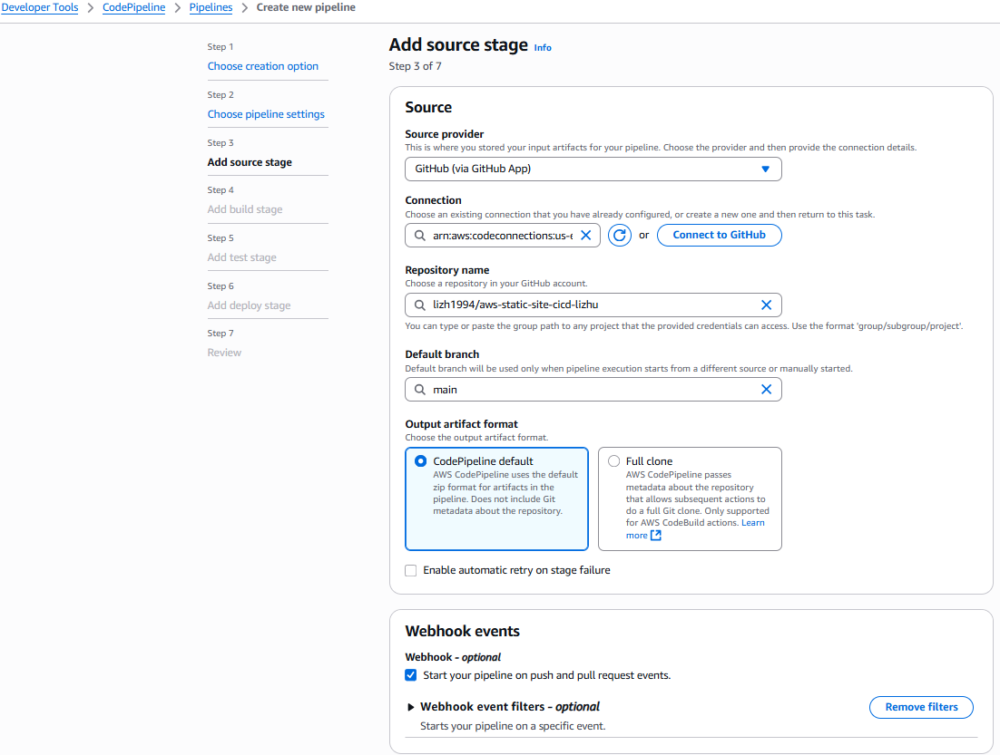 Developer Tools > CodePipeline > Pipelines > Create new pipeline
Step 1
Choose creation option
Step 2
Choose pipeline settings
Step 3
Add source stage
Step 4
Add build stage
Step 5
Add test stage
Step 6
Add deploy stage
Step 7
Review
Add source stage Info
Step 3 of 7
Source
Source provider
This is where you stored your input artifacts for your pipeline. Choose the provider and then provide the connection details.
GitHub (via GitHub App)
Connection
Choose an existing connection that you have already configured, or create a new one and then return to this task.
arn:aws:codeconnections:us-e or Connect to GitHub
Repository name
Choose a repository in your GitHub account.
lizh1994/aws-static-site-cicd-lizhu
You can type or paste the group path to any project that the provided credentials can access. Use the format 'group/subgroup/project'.
Default branch
Default branch will be used only when pipeline execution starts from a different source or manually started.
main
Output artifact format
Choose the output artifact format.
CodePipeline default
AWS CodePipeline uses the default
zip format for artifacts in the
pipeline. Does not include Git
metadata about the repository.
Full clone
AWS CodePipeline passes
metadata about the repository
that allows subsequent actions to
do a full Git clone. Only supported
for AWS CodeBuild actions. Learn
more
Enable automatic retry on stage failure
Webhook events
Webhook - optional
Start your pipeline on push and pull request events.
Webhook event filters - optional
Remove filters
Starts your pipeline on a specific event.